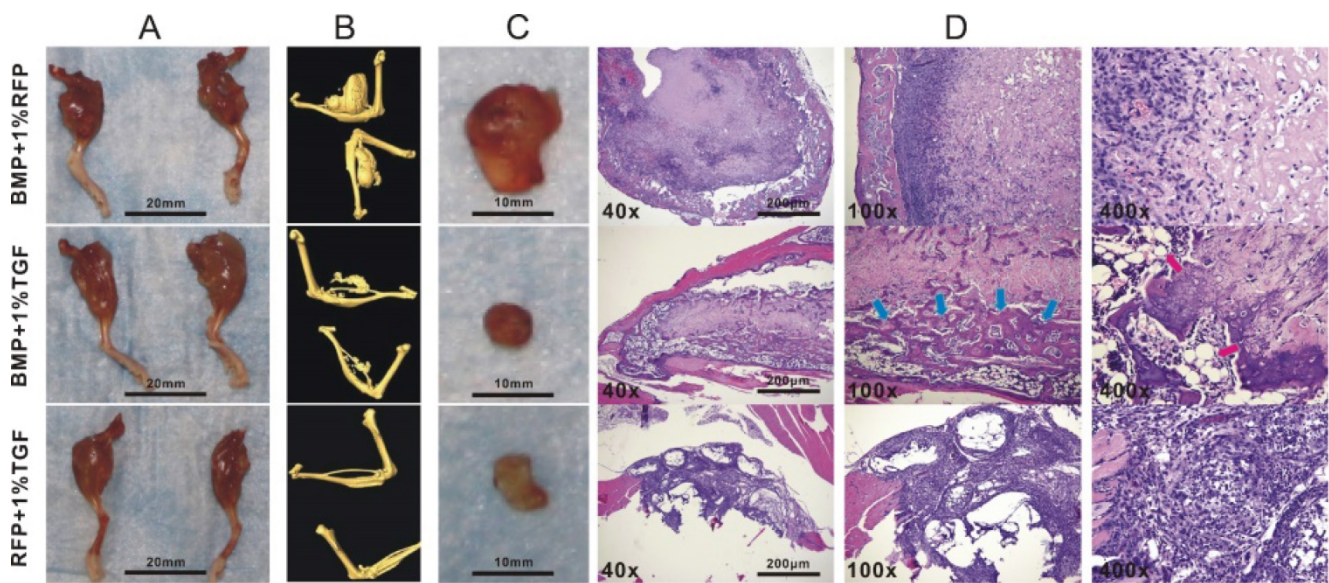 A B C D
BMP+1%RFP
20mm
10mm
40x
200μm
100x
400x
BMP+1%TGF
20mm
10mm
40x
200μm
100x
400x
RFP+1%TGF
20mm
10mm
40x
200μm
100x
400x